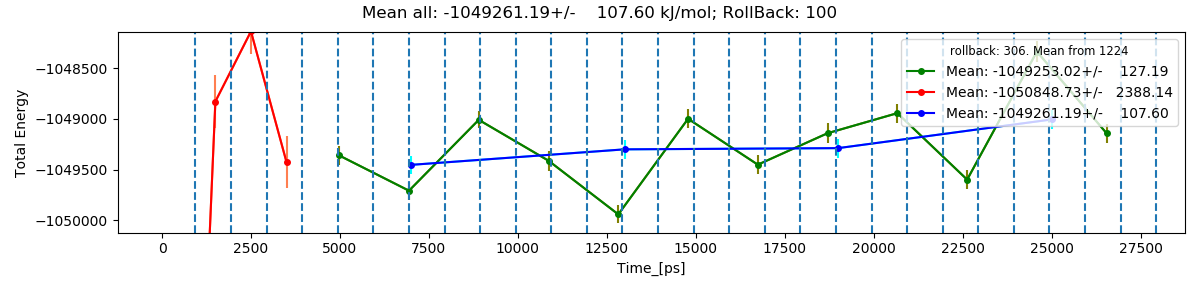 Mean all: -1049261.19+/-    107.60 kJ/mol; RollBack: 100
rollback: 306. Mean from 1224
Mean: -1049253.02+/-    127.19
Mean: -1050848.73+/-   2388.14
Mean: -1049261.19+/-    107.60
Total Energy
−1048500
−1049000
−1049500
−1050000
0 2500 5000 7500 10000 12500 15000 17500 20000 22500 25000 27500
Time_[ps]